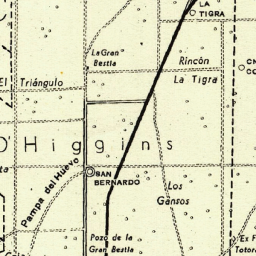 LA
TIGRA
La Gran
Bestia
Rincón
La Tigra
El Triángulo
O'Higgins
SAN
BERNARDO
Pampa del Huevo
Los
Gansos
Pozo de la
Gran Bestia
Ex F
Totora